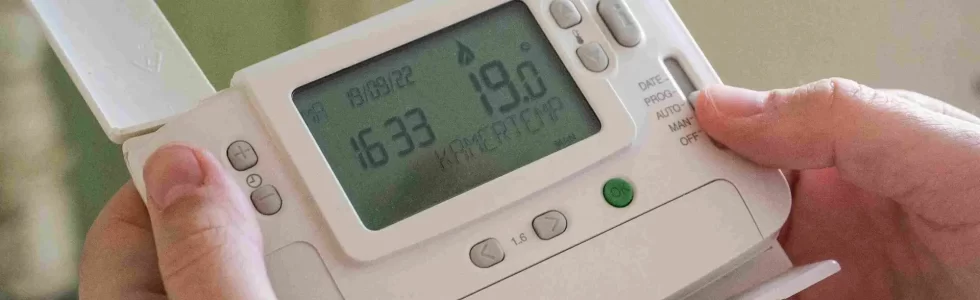 19/09/22
16 33
19.0
KAMERTEMP
DATE
PROG
AUTO
MAN
OFF
+
-
< 1..6 >
OK